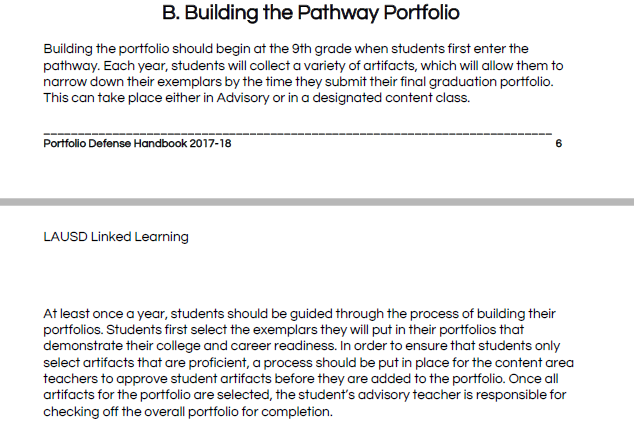 B. Building the Pathway Portfolio
Building the portfolio should begin at the 9th grade when students first enter the
pathway. Each year, students will collect a variety of artifacts, which will allow them to
narrow down their exemplars by the time they submit their final graduation portfolio.
This can take place either in Advisory or in a designated content class.
Portfolio Defense Handbook 2017-18 6
LAUSD Linked Learning
At least once a year, students should be guided through the process of building their
portfolios. Students first select the exemplars they will put in their portfolios that
demonstrate their college and career readiness. In order to ensure that students only
select artifacts that are proficient, a process should be put in place for the content area
teachers to approve student artifacts before they are added to the portfolio. Once all
artifacts for the portfolio are selected, the student's advisory teacher is responsible for
checking off the overall portfolio for completion.